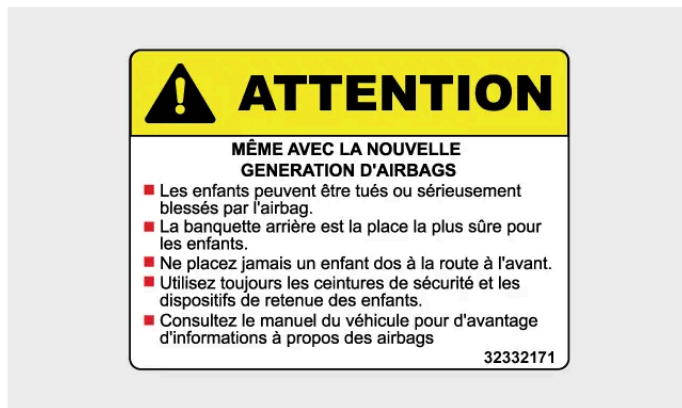 ATTENTION
MÊME AVEC LA NOUVELLE
GENERATION D'AIRBAGS
Les enfants peuvent être tués ou sérieusement
blessés par l'airbag.
La banquette arrière est la place la plus sûre pour
les enfants.
Ne placez jamais un enfant dos à la route à l'avant.
Utilisez toujours les ceintures de sécurité et les
dispositifs de retenue des enfants.
Consultez le manuel du véhicule pour d'avantage
d'informations à propos des airbags
32332171